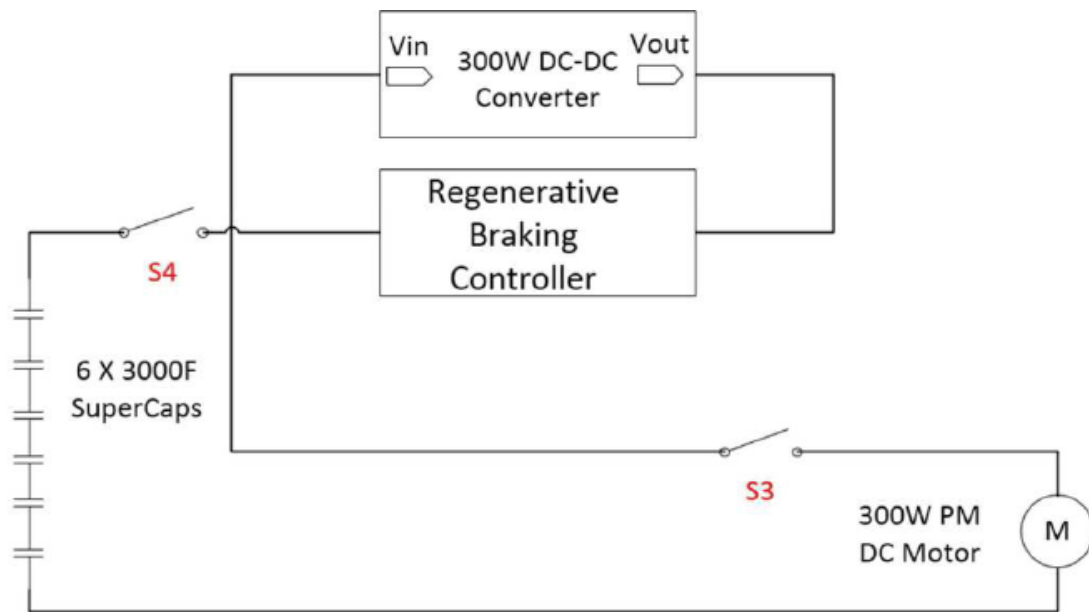 Vin
Vout
300W DC-DC
Converter
Regenerative
Braking
Controller
S4
6 X 3000F
SuperCaps
S3
300W PM
DC Motor
M